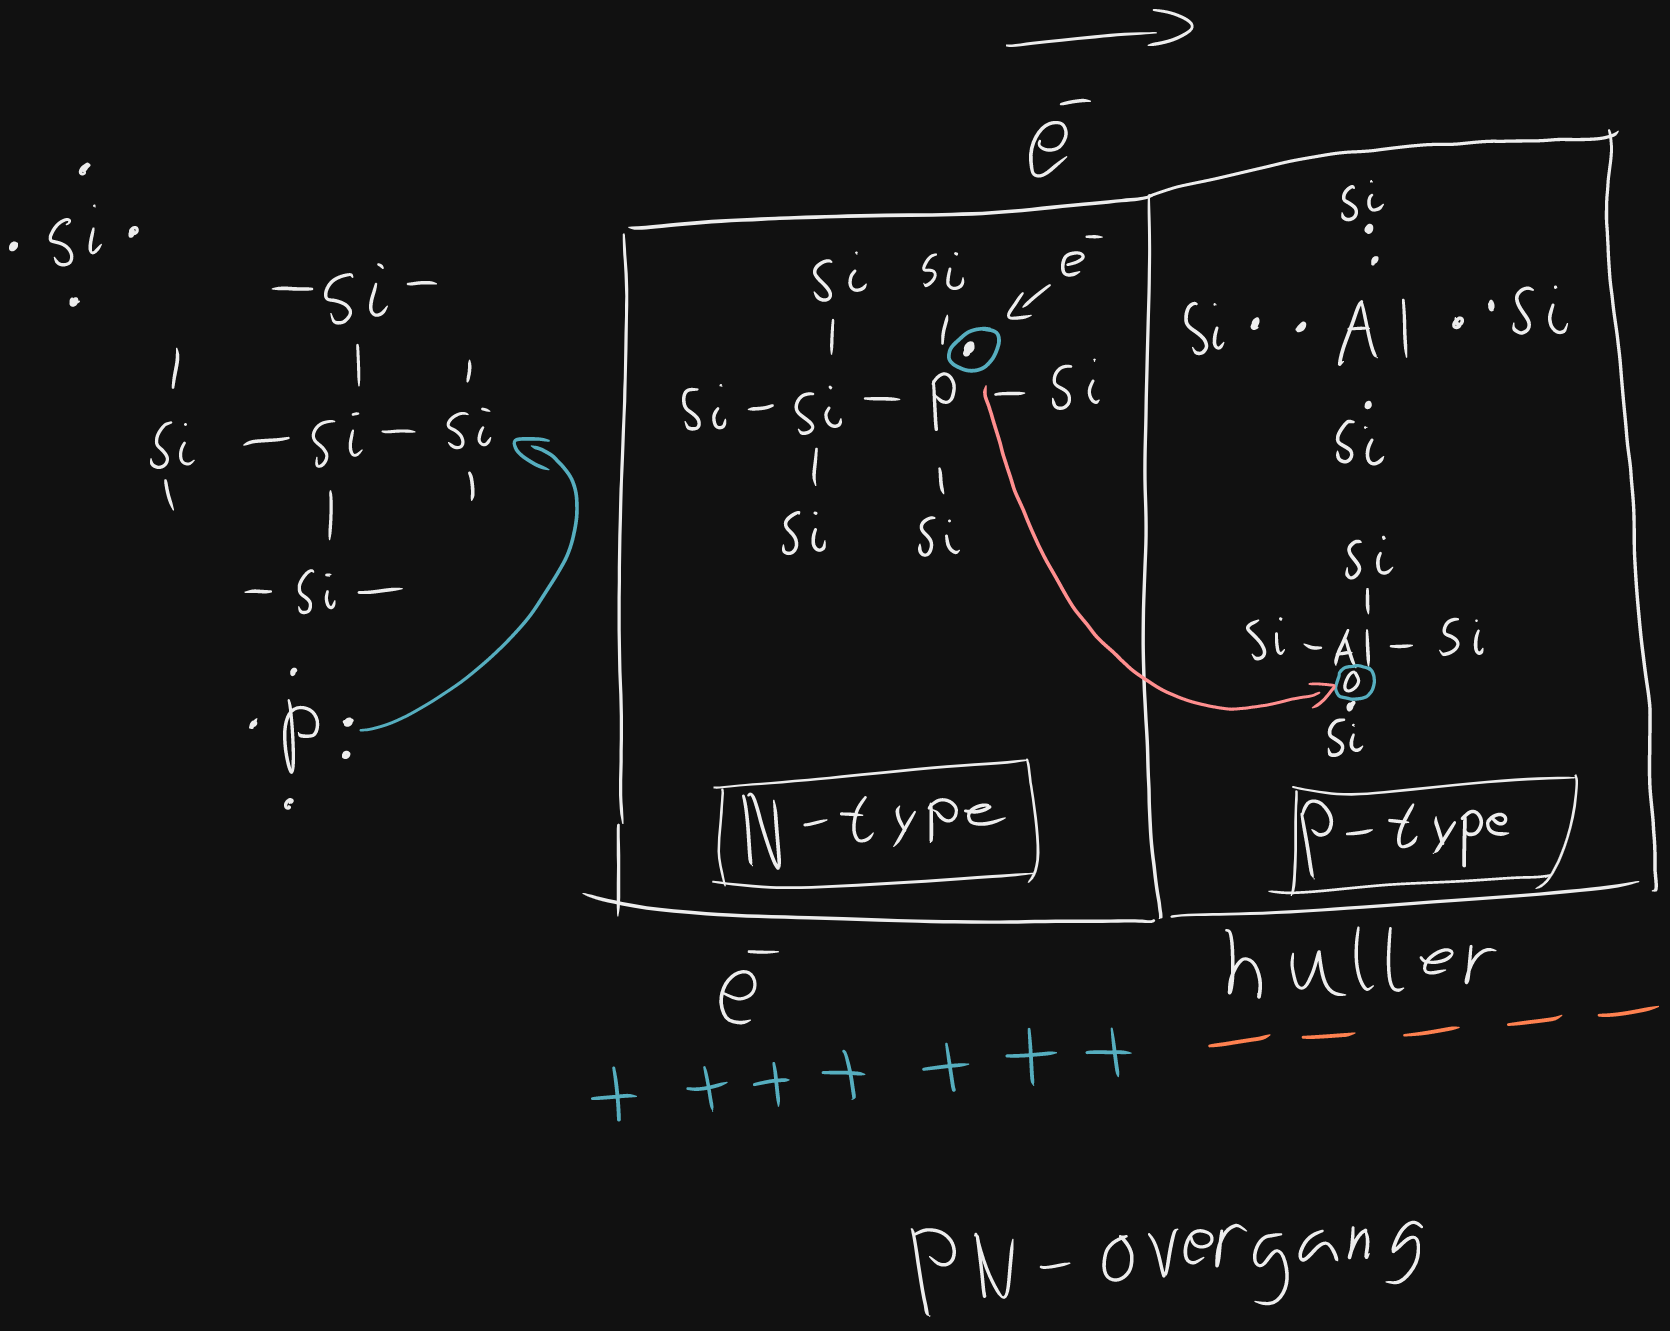 e⁻
Si
-Si-
Si - Si - Si
-Si-
P
Si Si e⁻
Si - Si - P - Si
Si Si
N-type
Si
Si Al Si
Si
Si
Si - Al - Si
Si
P-type
e⁻
huller
+ + + + + + +
- - - - -
PN-overgang